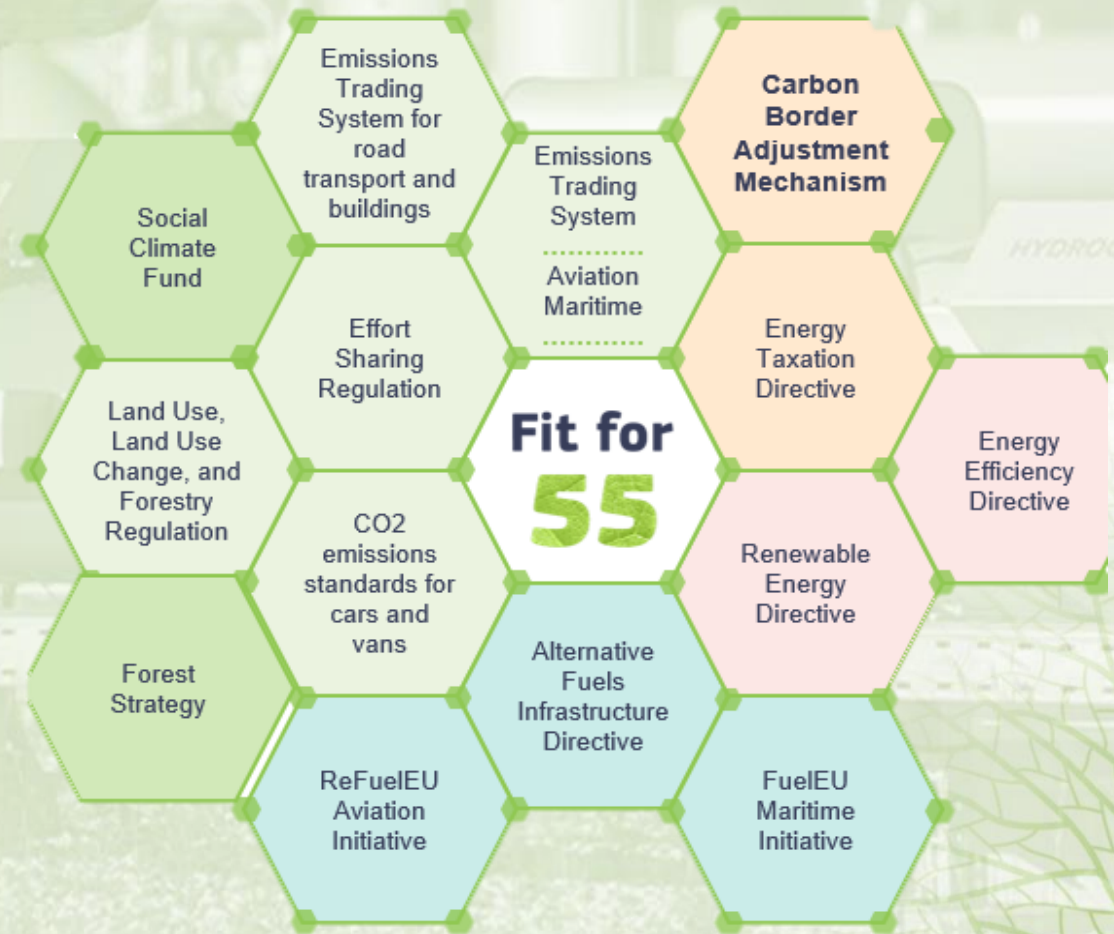 Emissions
Trading
System for
road
transport and
buildings
Carbon
Border
Adjustment
Mechanism
Emissions
Trading
System
Aviation
Maritime
Social
Climate
Fund
Effort
Sharing
Regulation
Energy
Taxation
Directive
Land Use,
Land Use
Change, and
Forestry
Regulation
Fit for
55
Energy
Efficiency
Directive
CO2
emissions
standards for
cars and
vans
Renewable
Energy
Directive
Forest
Strategy
Alternative
Fuels
Infrastructure
Directive
ReFuelEU
Aviation
Initiative
FuelEU
Maritime
Initiative